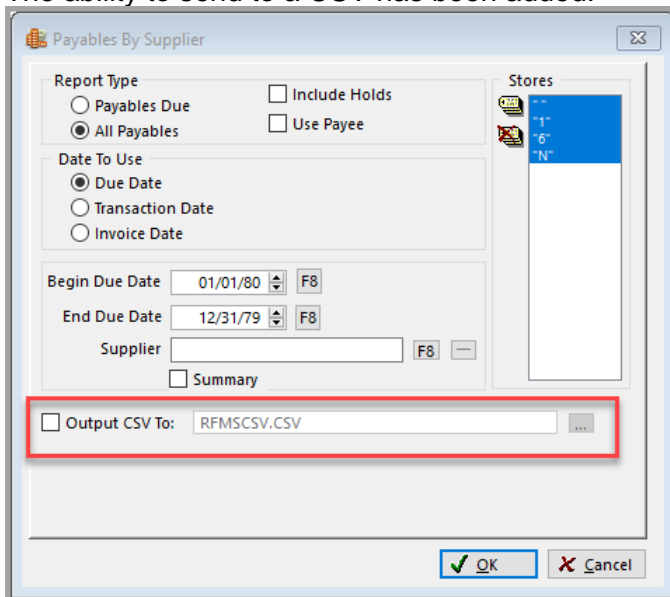 The ability to send to a CSV has been added.
Payables By Supplier
Report Type
Payables Due
All Payables
Include Holds
Use Payee
Stores
" "
"1"
"6"
"N"
Date To Use
Due Date
Transaction Date
Invoice Date
Begin Due Date 01/01/80 F8
End Due Date 12/31/79 F8
Supplier F8
Summary
Output CSV To: RFMSCSV.CSV ...
OK Cancel